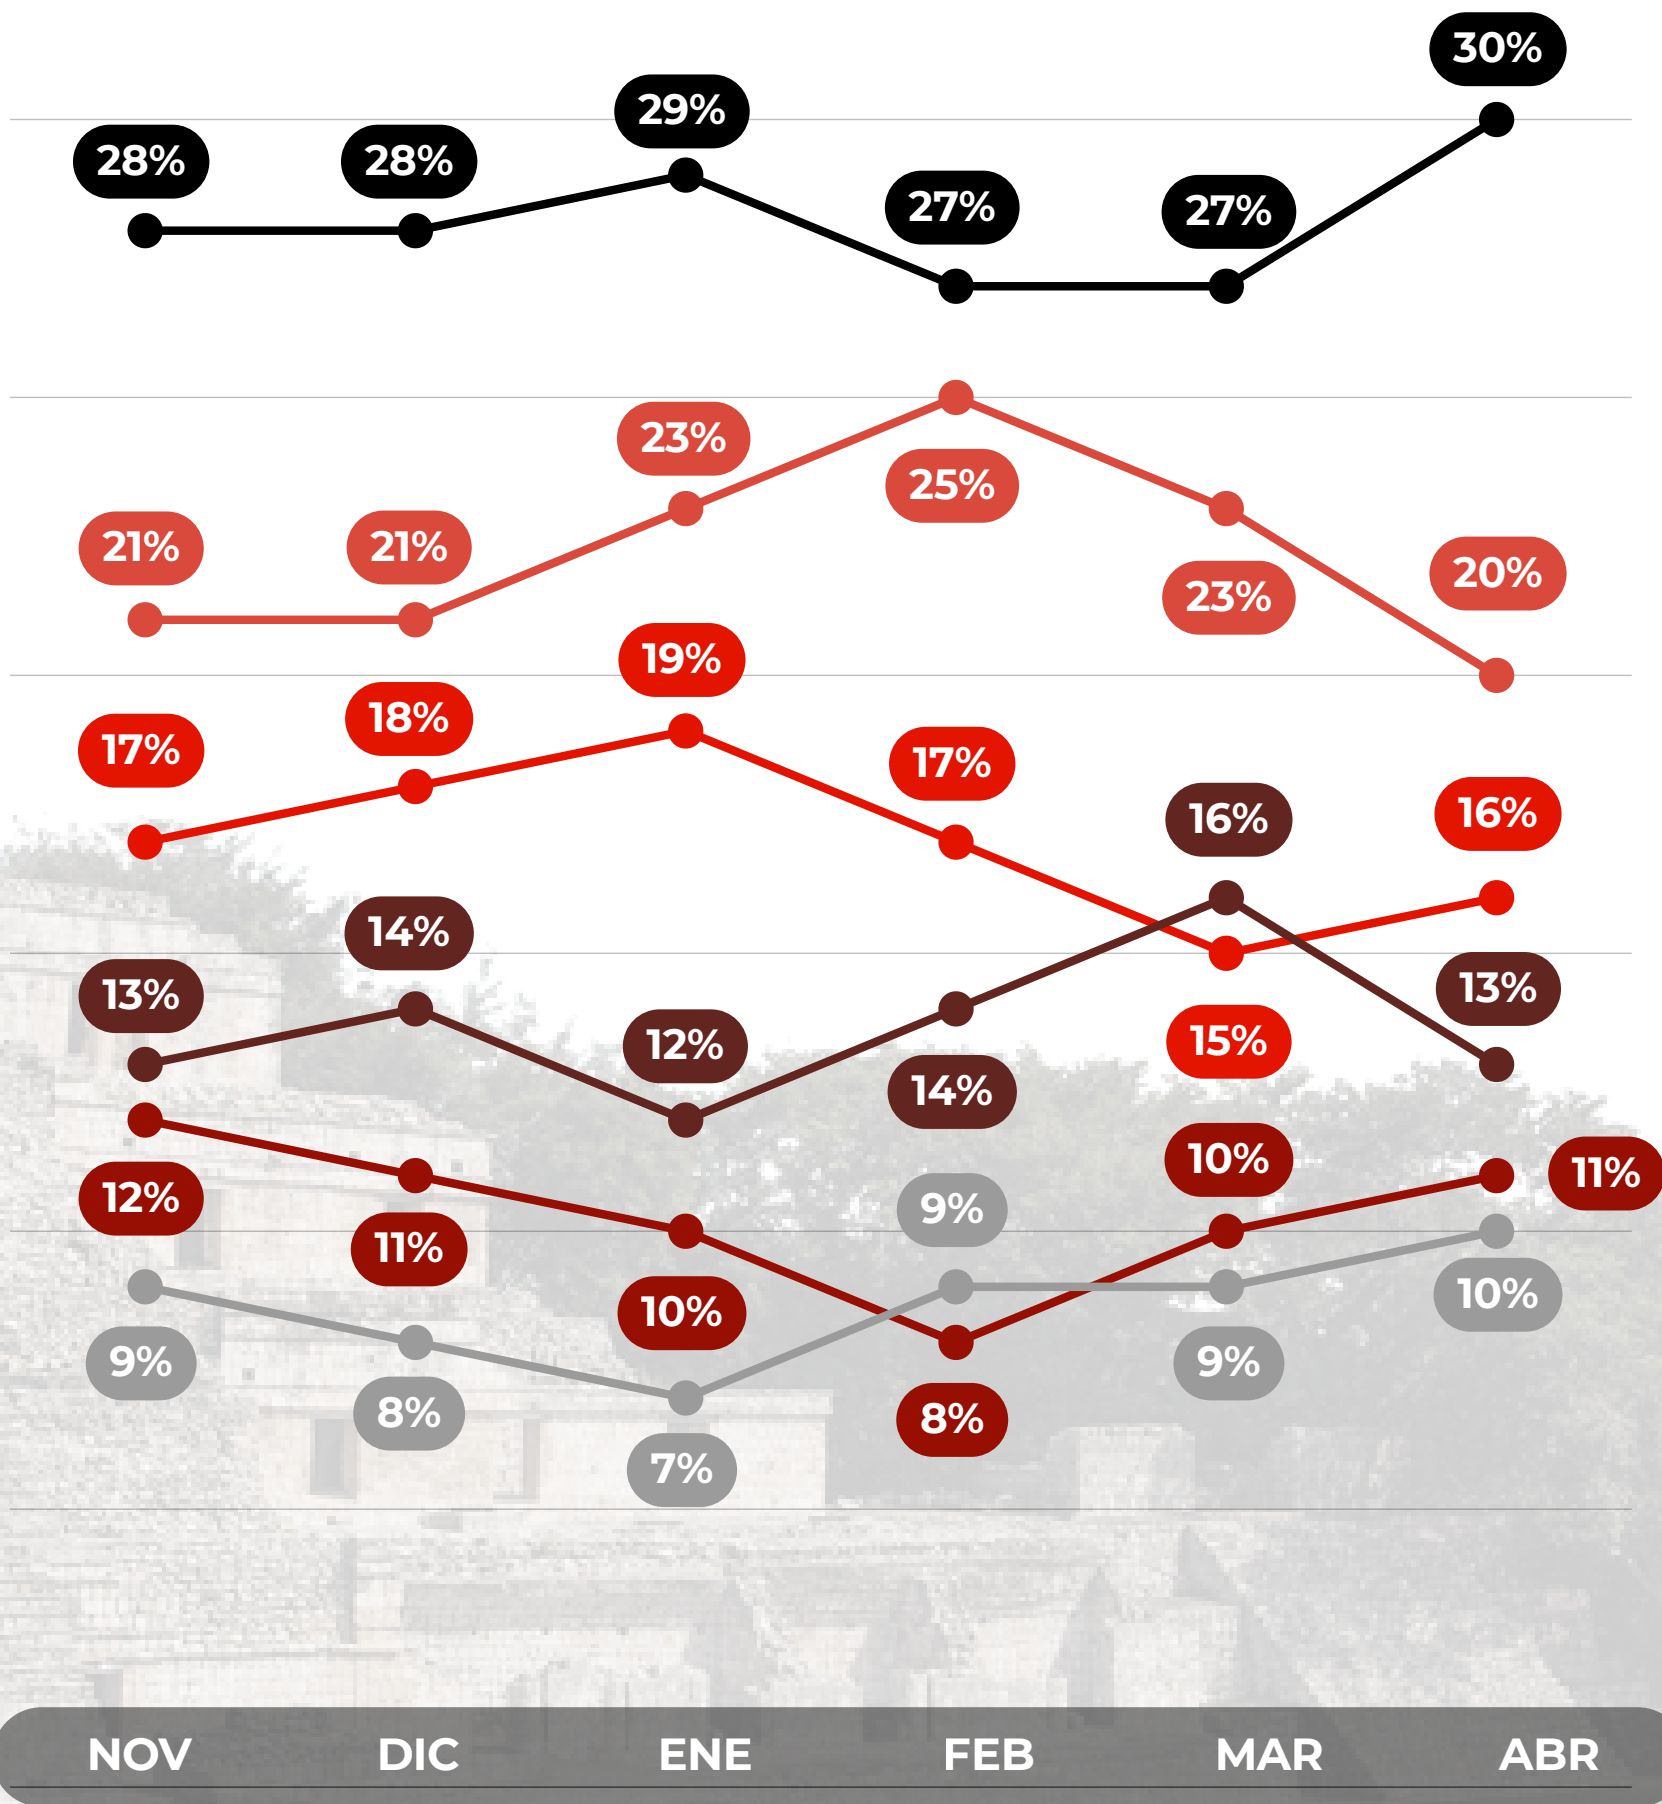 28% 28% 29% 27% 27% 30%
21% 21% 23% 25% 23% 20%
17% 18% 19% 17% 15% 16%
13% 14% 12% 14% 16% 13%
12% 11% 10% 8% 10% 11%
9% 8% 7% 9% 9% 10%
NOV DIC ENE FEB MAR ABR